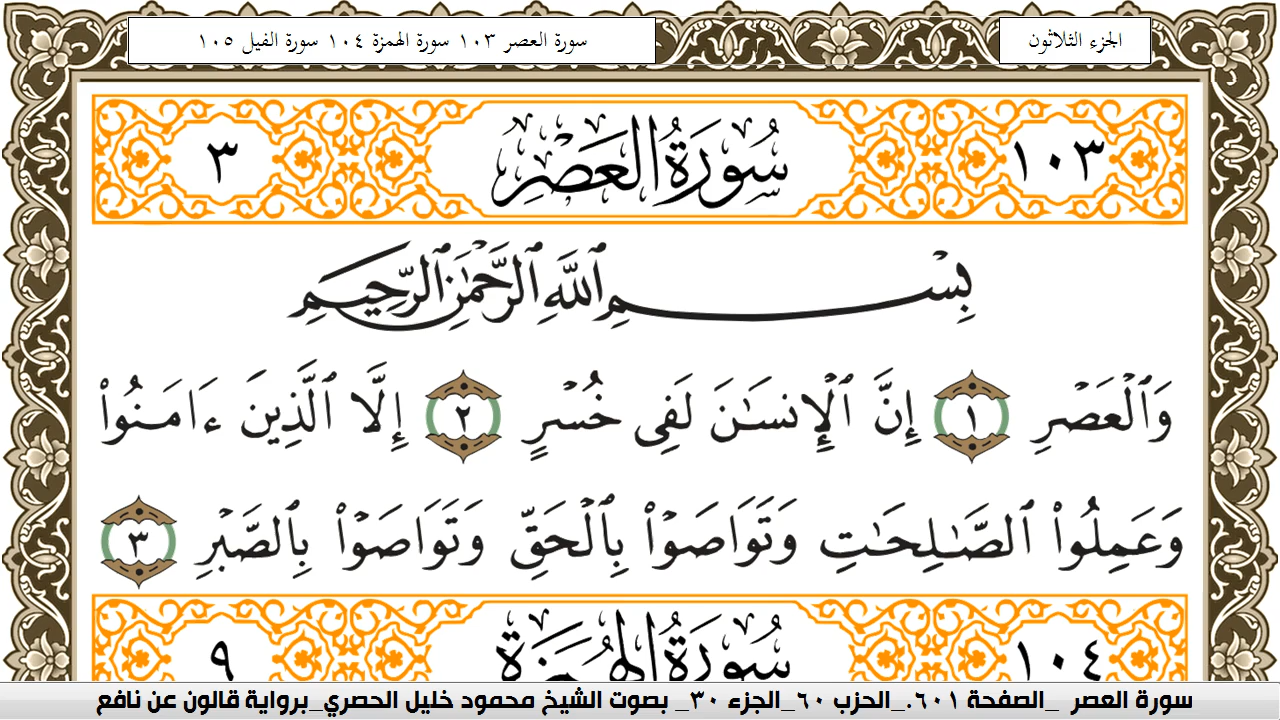 الجزء الثلاثون
سورة العصر ١٠٣ سورة الهمزة ١٠٤ سورة الفيل ١٠٥
١٠٣ سُورَةُ العَصْرِ ٣
بِسْمِ ٱللَّهِ ٱلرَّحْمَٰنِ ٱلرَّحِيمِ
وَٱلْعَصْرِ ١ إِنَّ ٱلْإِنسَٰنَ لَفِى خُسْرٍ ٢ إِلَّا ٱلَّذِينَ ءَامَنُوا۟
وَعَمِلُوا۟ ٱلصَّٰلِحَٰتِ وَتَوَاصَوْا۟ بِٱلْحَقِّ وَتَوَاصَوْا۟ بِٱلصَّبْرِ ٣
١٠٤ سُورَةُ الهُمَزَةِ ٩
سورة العصر _الصفحة ٦٠١._الحزب ٦٠_الجزء ٣٠_ بصوت الشيخ محمود خليل الحصري_برواية قالون عن نافع